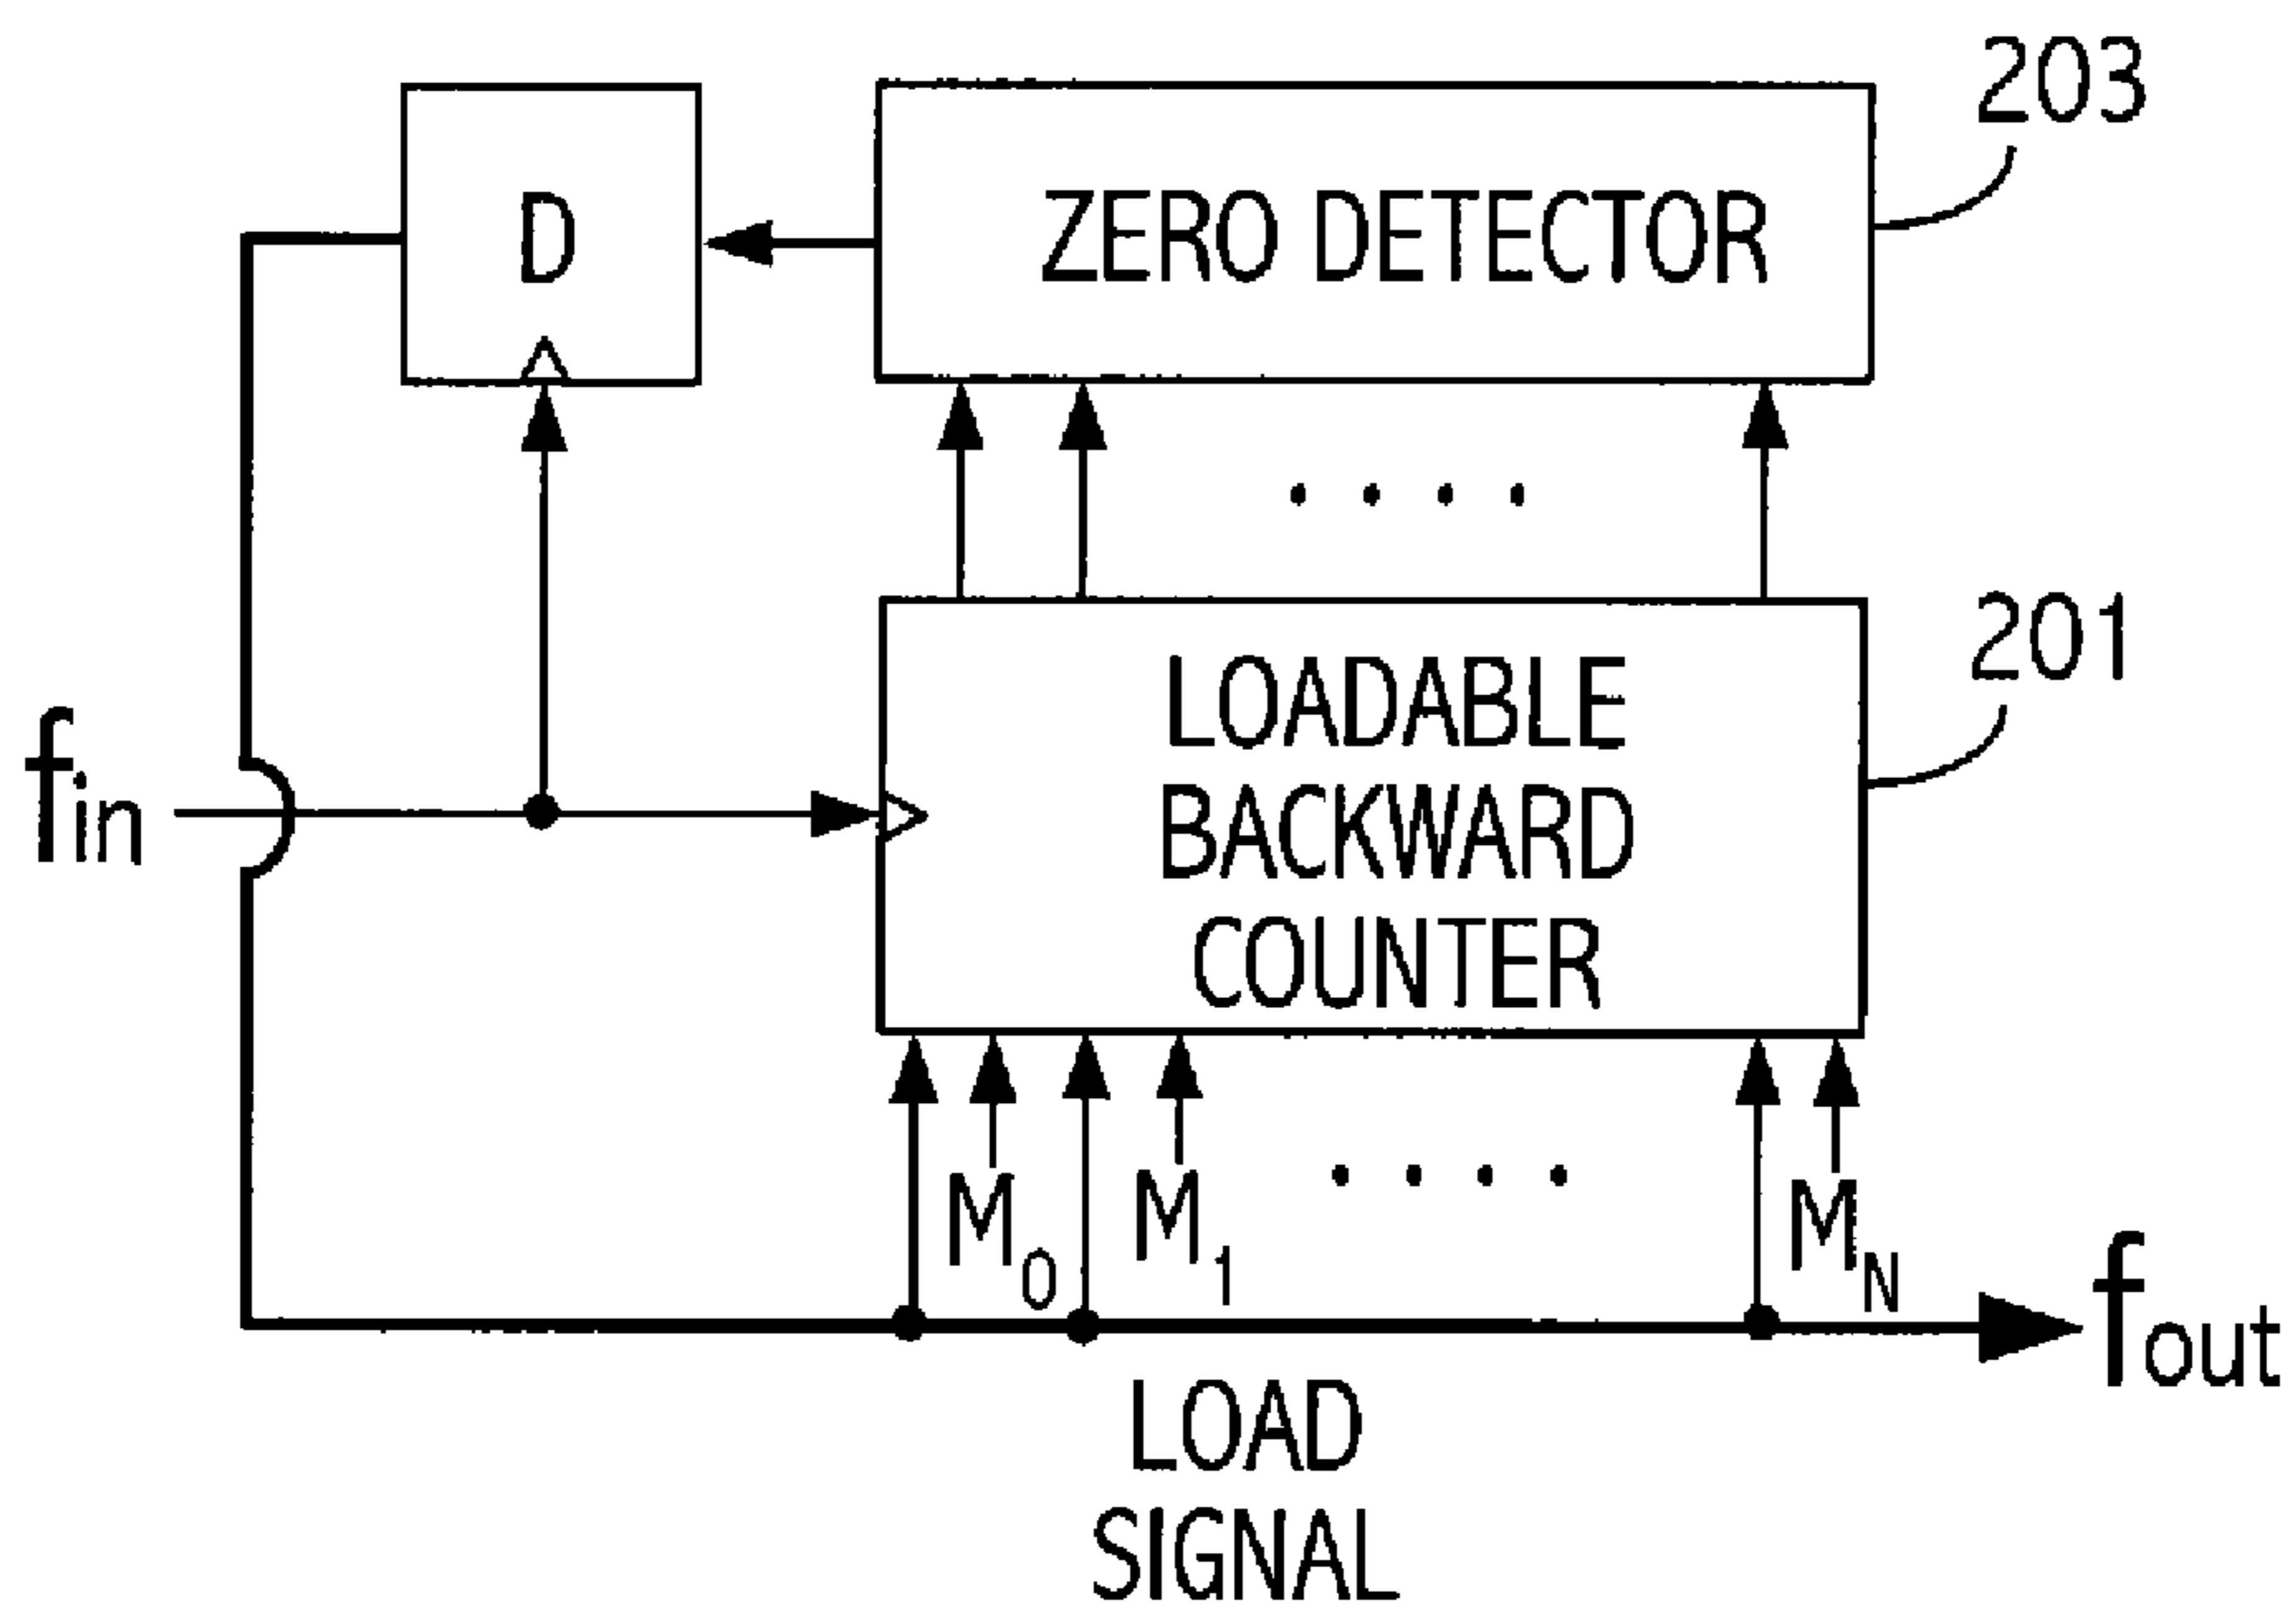 203
D
ZERO DETECTOR
201
LOADABLE
BACKWARD
COUNTER
fin
M0
M1
MN
fout
LOAD
SIGNAL